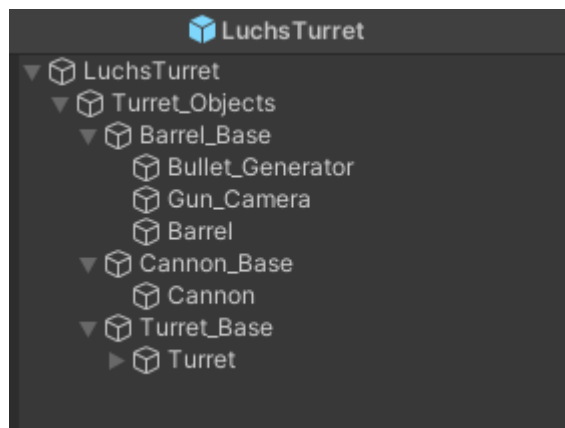 LuchsTurret
LuchsTurret
Turret_Objects
Barrel_Base
Bullet_Generator
Gun_Camera
Barrel
Cannon_Base
Cannon
Turret_Base
Turret